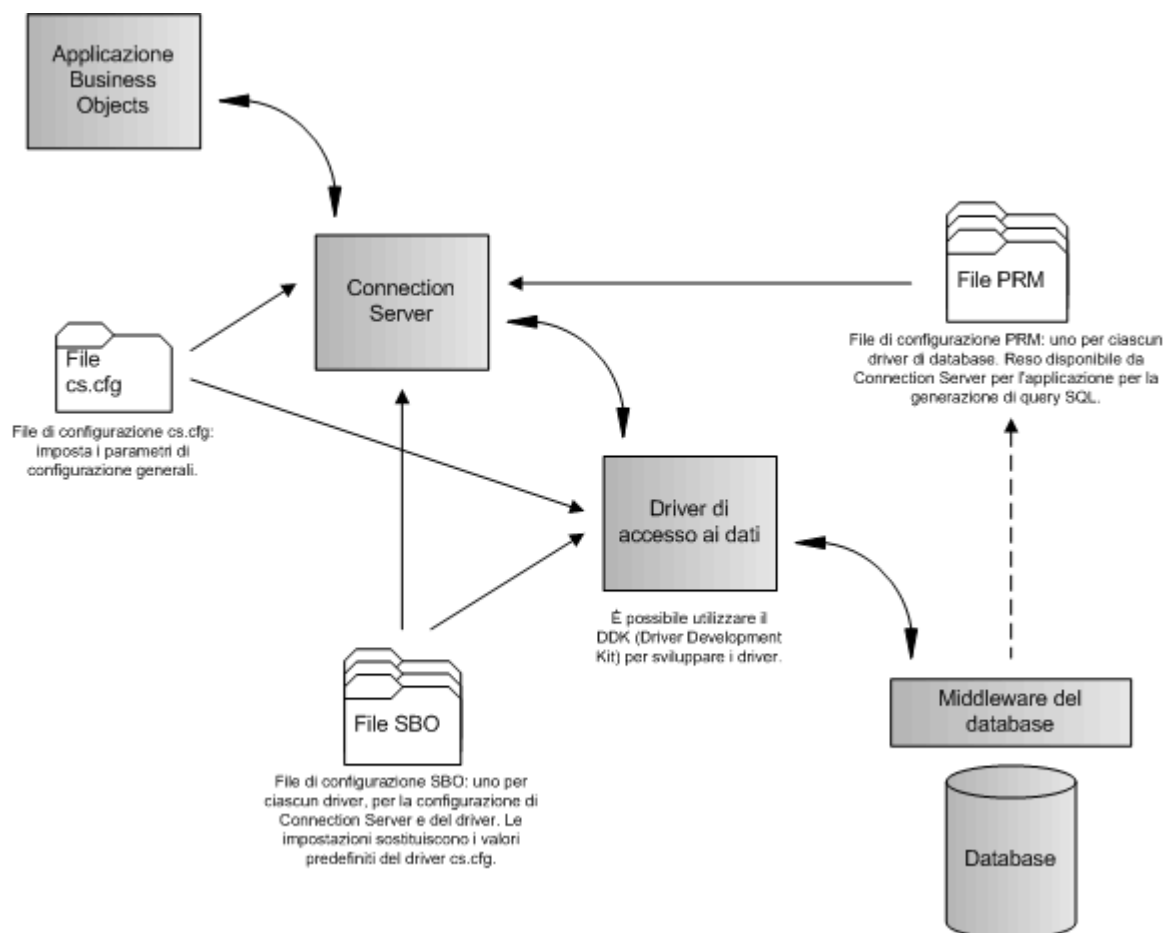 Applicazione
Business
Objects
Connection
Server
File PRM
File di configurazione PRM: uno per ciascun
driver di database. Reso disponibile da
Connection Server per l'applicazione per la
generazione di query SQL.
File
cs.cfg
File di configurazione cs.cfg:
imposta i parametri di
configurazione generali.
Driver di
accesso ai dati
É possibile utilizzare il
DDK (Driver Development
Kit) per sviluppare i driver.
File SBO
File di configurazione SBO: uno per
ciascun driver, per la configurazione di
Connection Server e del driver. Le
impostazioni sostituiscono i valori
predefiniti del driver cs.cfg.
Middleware del
database
Database